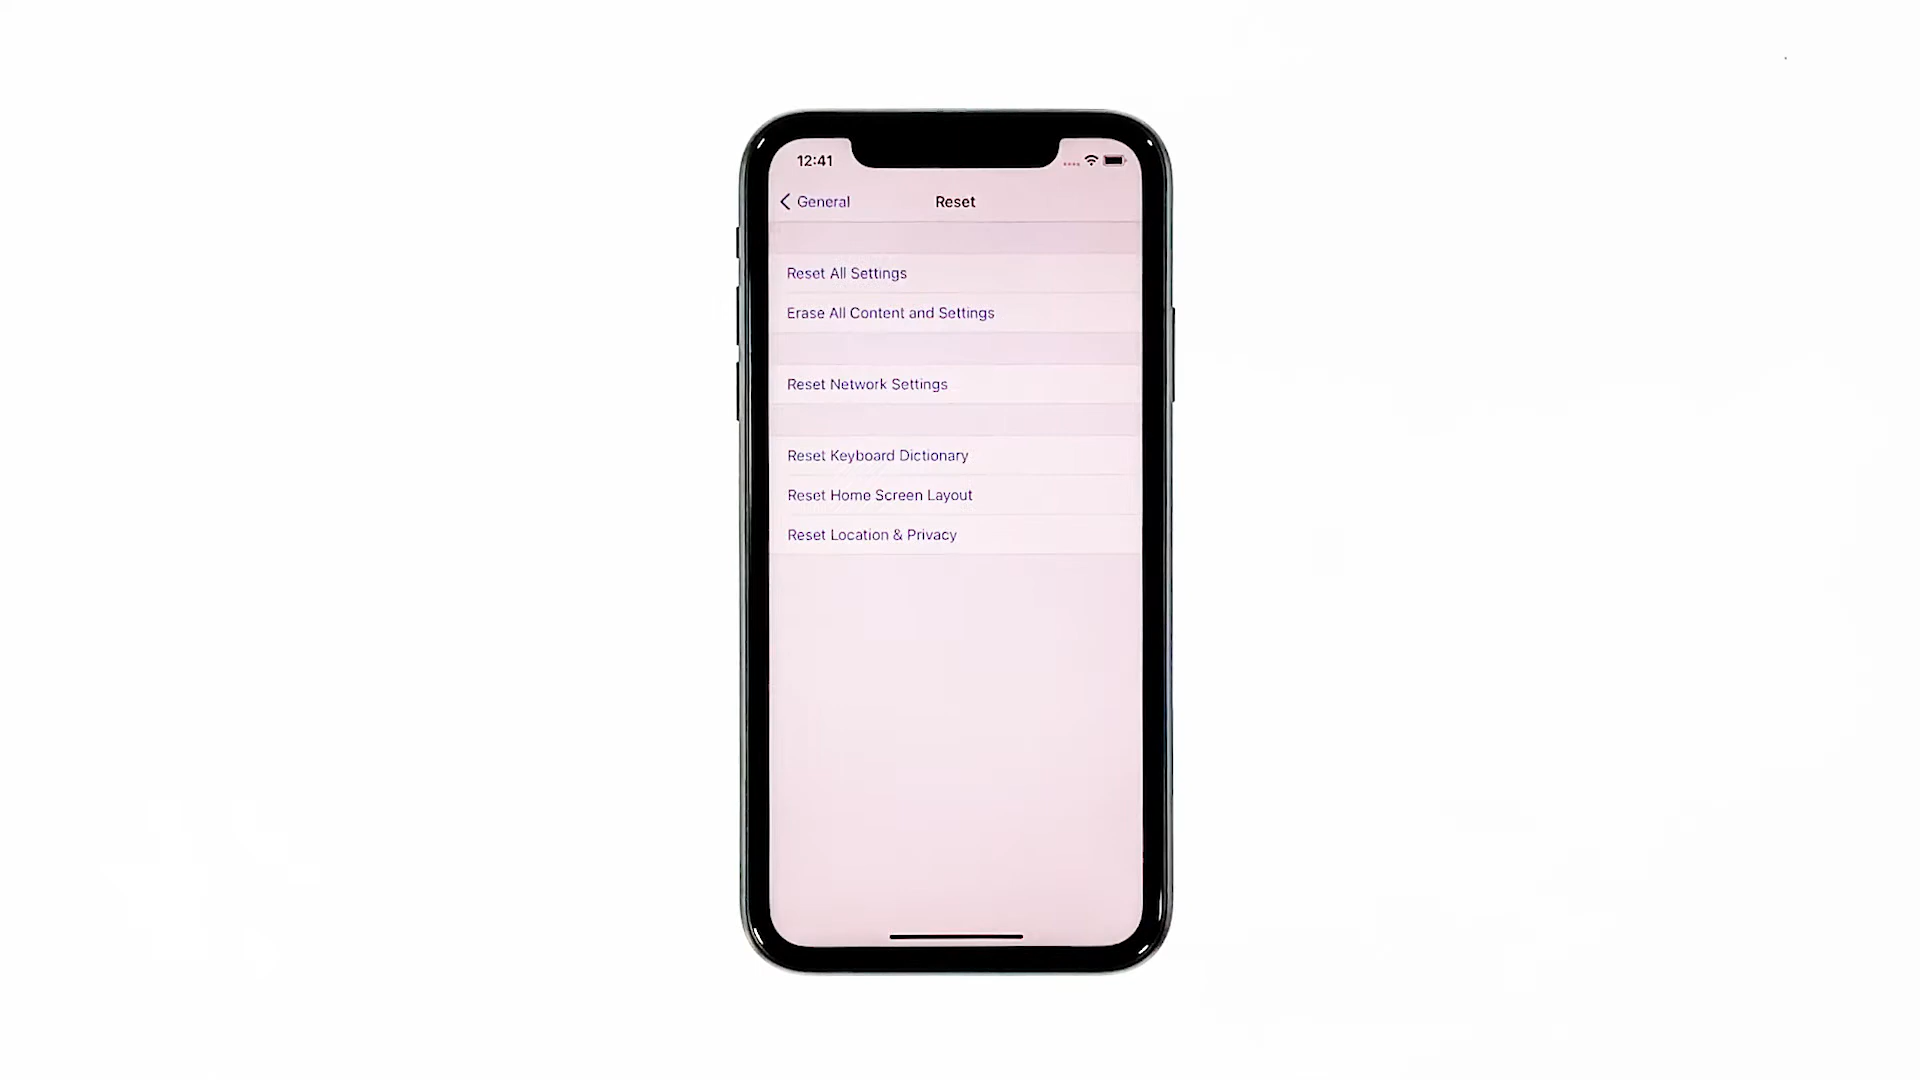 12:41
General
Reset
Reset All Settings
Erase All Content and Settings
Reset Network Settings
Reset Keyboard Dictionary
Reset Home Screen Layout
Reset Location & Privacy